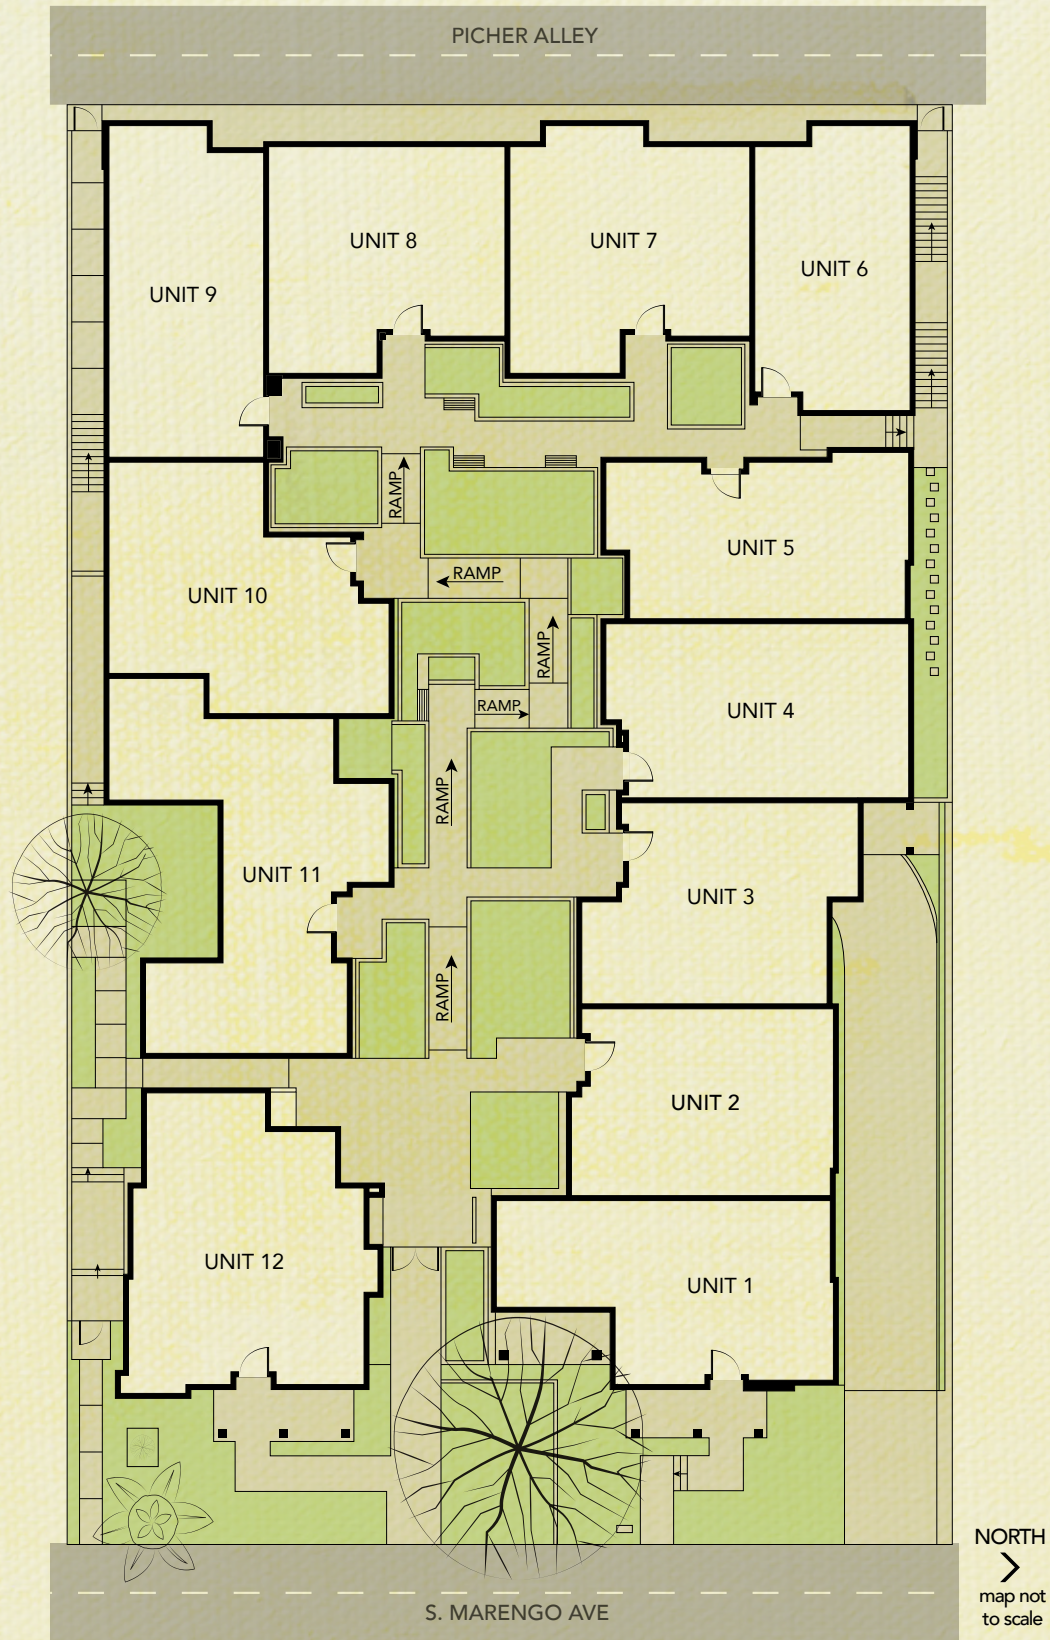 PICHER ALLEY
UNIT 8
UNIT 7
UNIT 6
UNIT 9
RAMP
UNIT 5
RAMP
UNIT 10
RAMP
RAMP
UNIT 4
RAMP
UNIT 11
UNIT 3
RAMP
UNIT 2
UNIT 12
UNIT 1
NORTH
map not
to scale
S. MARENGO AVE